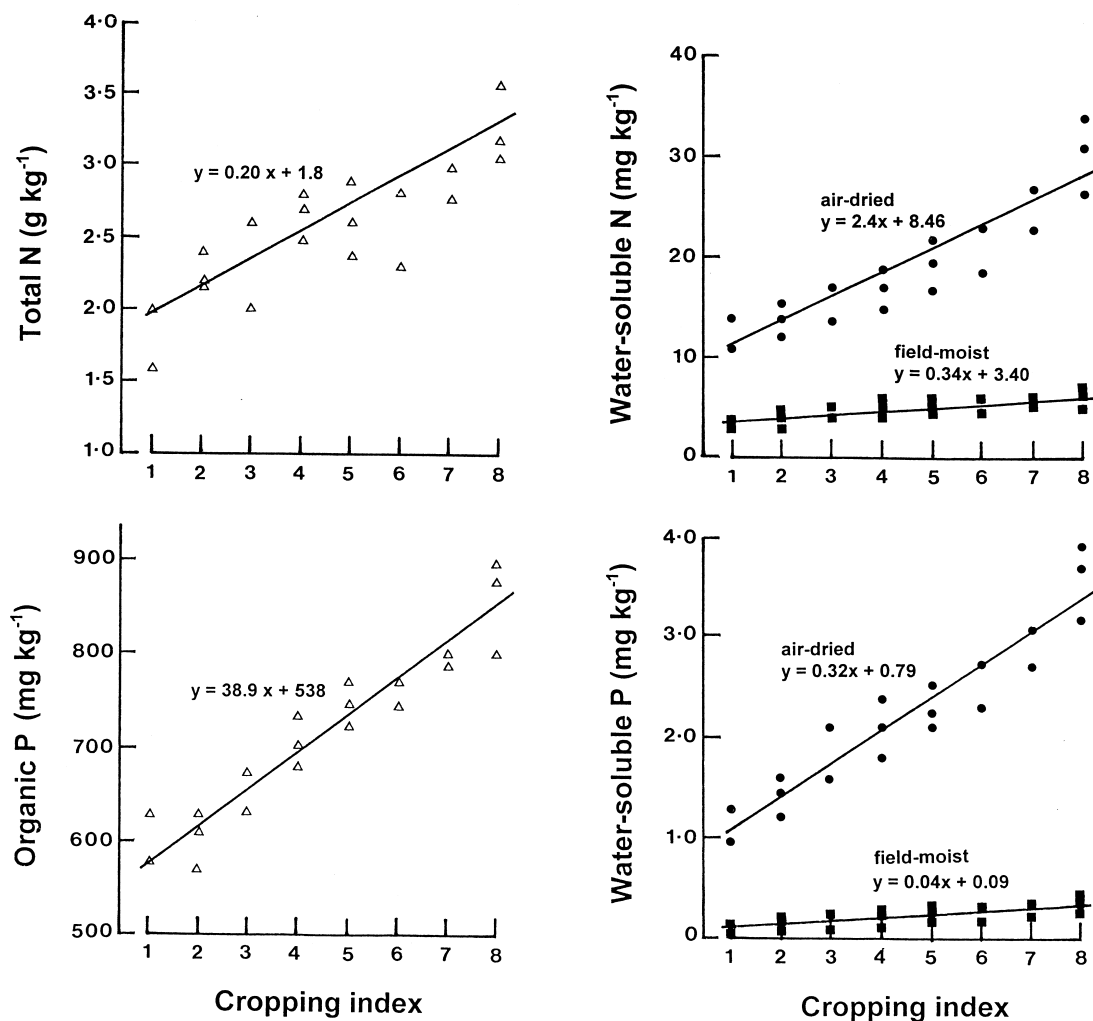 4·0
3·5
3·0
2·5
2·0
1·5
1·0
Total N (g kg⁻¹)
y = 0.20 x + 1.8
1 2 3 4 5 6 7 8
40
30
20
10
0
Water-soluble N (mg kg⁻¹)
air-dried
y = 2.4x + 8.46
field-moist
y = 0.34x + 3.40
1 2 3 4 5 6 7 8
900
800
700
600
500
Organic P (mg kg⁻¹)
y = 38.9 x + 538
1 2 3 4 5 6 7 8
Cropping index
4·0
3·0
2·0
1·0
0
Water-soluble P (mg kg⁻¹)
air-dried
y = 0.32x + 0.79
field-moist
y = 0.04x + 0.09
1 2 3 4 5 6 7 8
Cropping index